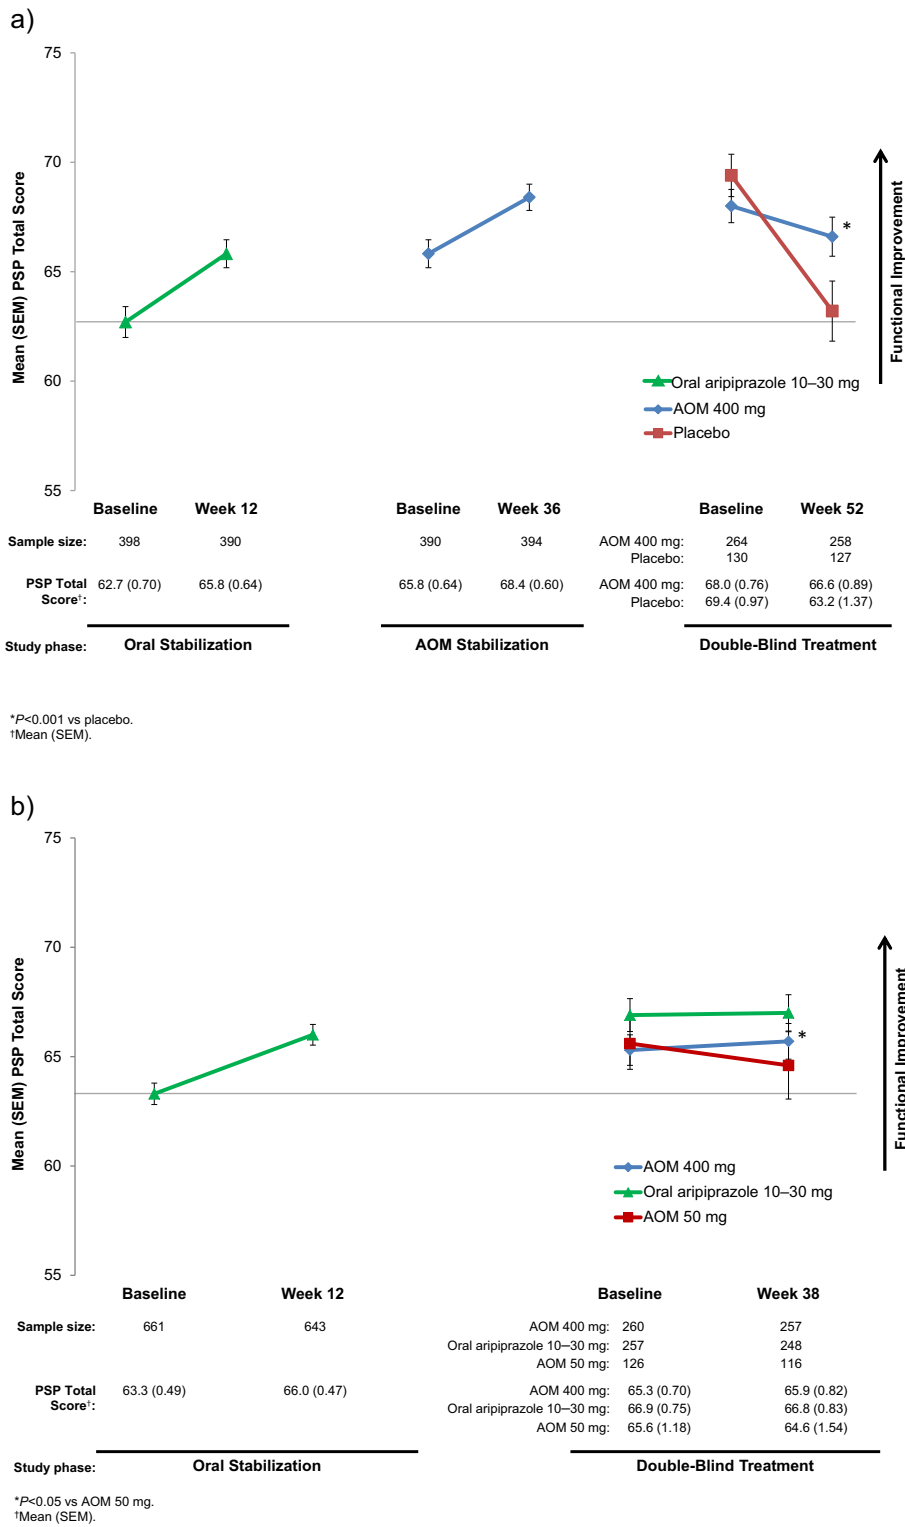 a)
75
70
65
60
55
Mean (SEM) PSP Total Score
*
Functional Improvement
Oral aripiprazole 10–30 mg
AOM 400 mg
Placebo
Baseline Week 12 Baseline Week 36 Baseline Week 52
Sample size: 398 390 390 394 AOM 400 mg: 264 258
Placebo: 130 127
PSP Total 62.7 (0.70) 65.8 (0.64) 65.8 (0.64) 68.4 (0.60) AOM 400 mg: 68.0 (0.76) 66.6 (0.89)
Score†: Placebo: 69.4 (0.97) 63.2 (1.37)
Study phase: Oral Stabilization AOM Stabilization Double-Blind Treatment
*P<0.001 vs placebo.
†Mean (SEM).
b)
75
70
65
60
55
Mean (SEM) PSP Total Score
*
Functional Improvement
AOM 400 mg
Oral aripiprazole 10–30 mg
AOM 50 mg
Baseline Week 12 Baseline Week 38
Sample size: 661 643 AOM 400 mg: 260 257
Oral aripiprazole 10–30 mg: 257 248
AOM 50 mg: 126 116
PSP Total 63.3 (0.49) 66.0 (0.47) AOM 400 mg: 65.3 (0.70) 65.9 (0.82)
Score†: Oral aripiprazole 10–30 mg: 66.9 (0.75) 66.8 (0.83)
AOM 50 mg: 65.6 (1.18) 64.6 (1.54)
Study phase: Oral Stabilization Double-Blind Treatment
*P<0.05 vs AOM 50 mg.
†Mean (SEM).